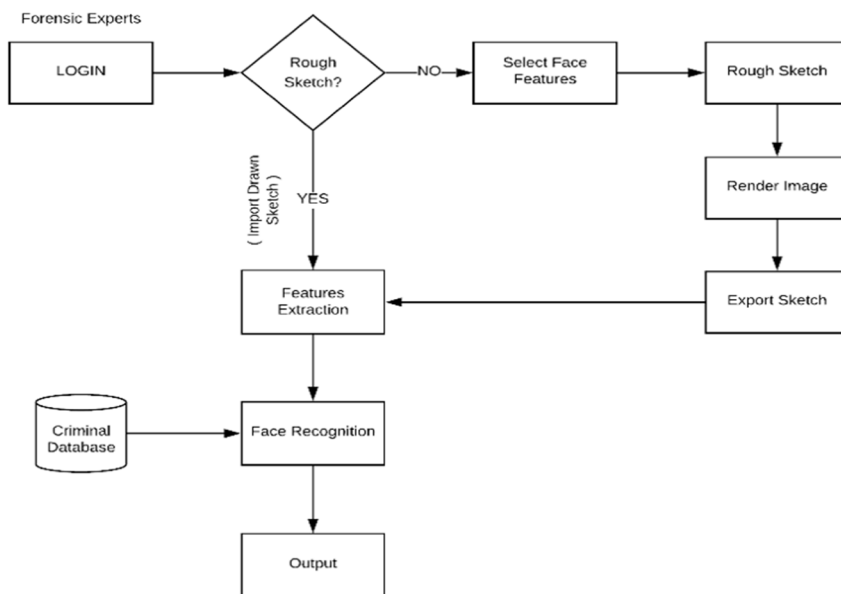 Forensic Experts
LOGIN
Rough
Sketch?
NO
Select Face
Features
Rough Sketch
( Import Drawn
Sketch )
YES
Render Image
Features
Extraction
Export Sketch
Criminal
Database
Face Recognition
Output